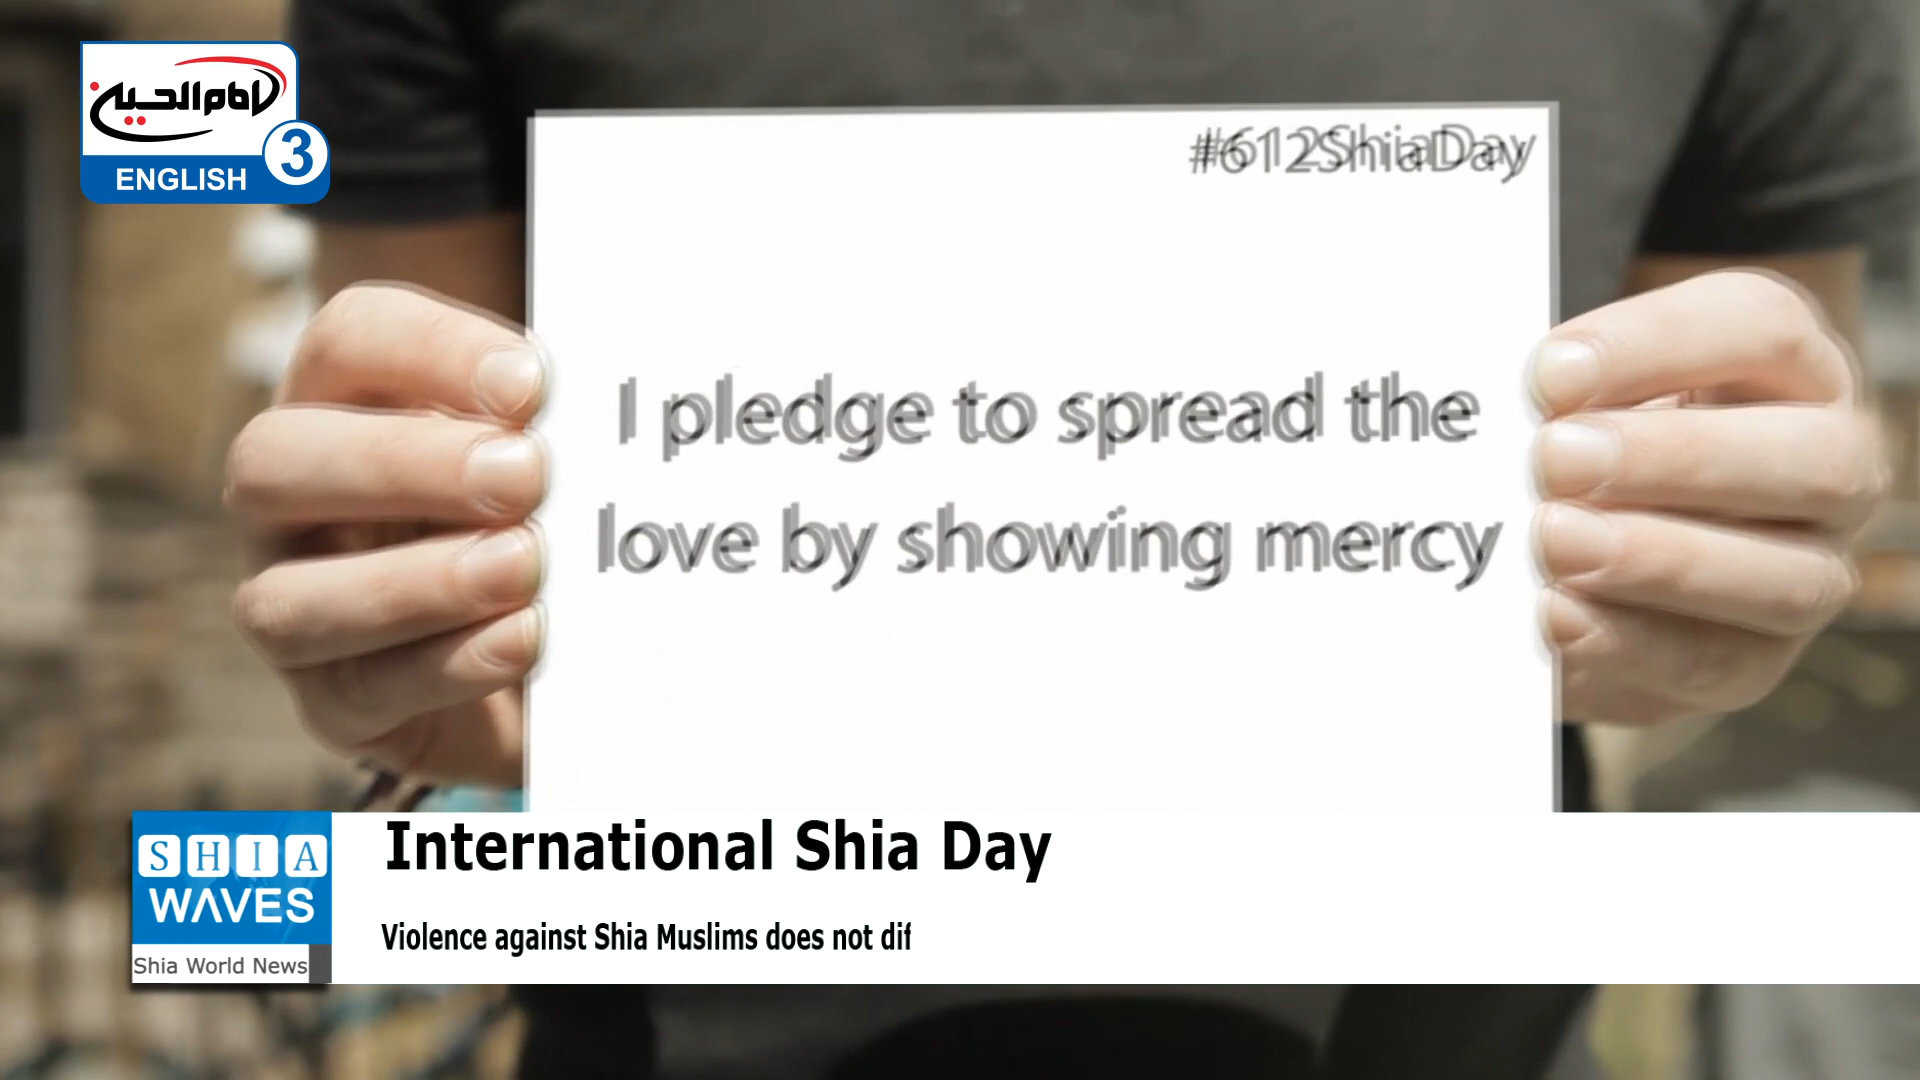 امام الحسین
ENGLISH 3
#612ShiaDay
I pledge to spread the
love by showing mercy
SHIA
WAVES
Shia World News
International Shia Day
Violence against Shia Muslims does not dif